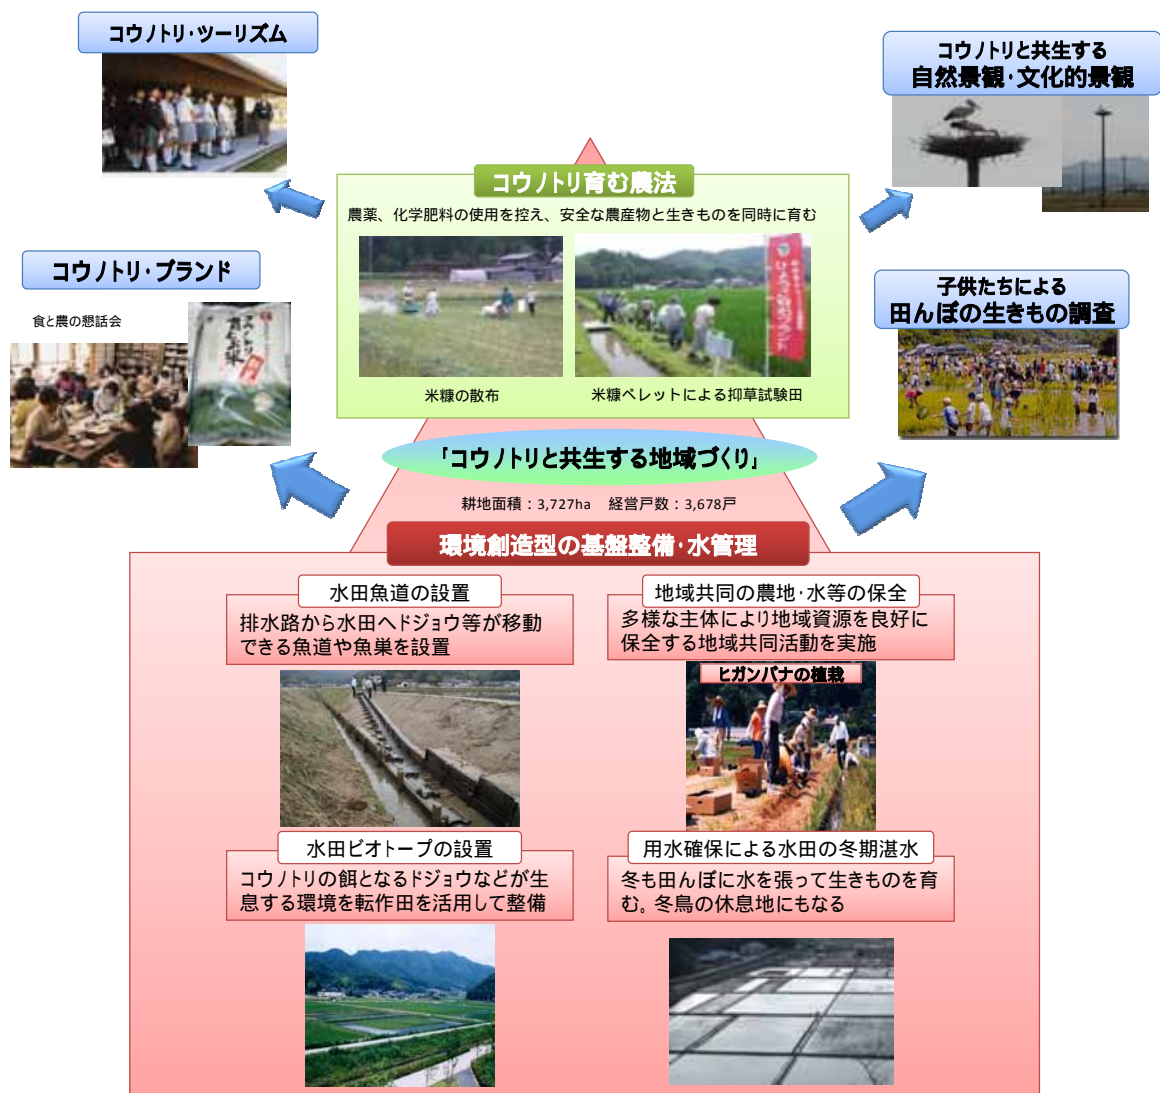 コウノトリ・ツーリズム
コウノトリと共生する
自然景観・文化的景観
コウノトリ育む農法
農薬、化学肥料の使用を控え、安全な農産物と生きものを同時に育む
コウノトリ・ブランド
食と農の懇話会
子供たちによる
田んぼの生きもの調査
米糠の散布
米糠ペレットによる抑草試験田
「コウノトリと共生する地域づくり」
耕地面積：3,727ha　経営戸数：3,678戸
環境創造型の基盤整備・水管理
水田魚道の設置
排水路から水田へドジョウ等が移動
できる魚道や魚巣を設置
地域共同の農地・水等の保全
多様な主体により地域資源を良好に
保全する地域共同活動を実施
ヒガンバナの植栽
水田ビオトープの設置
コウノトリの餌となるドジョウなどが生
息する環境を転作田を活用して整備
用水確保による水田の冬期湛水
冬も田んぼに水を張って生きものを育
む。冬鳥の休息地にもなる